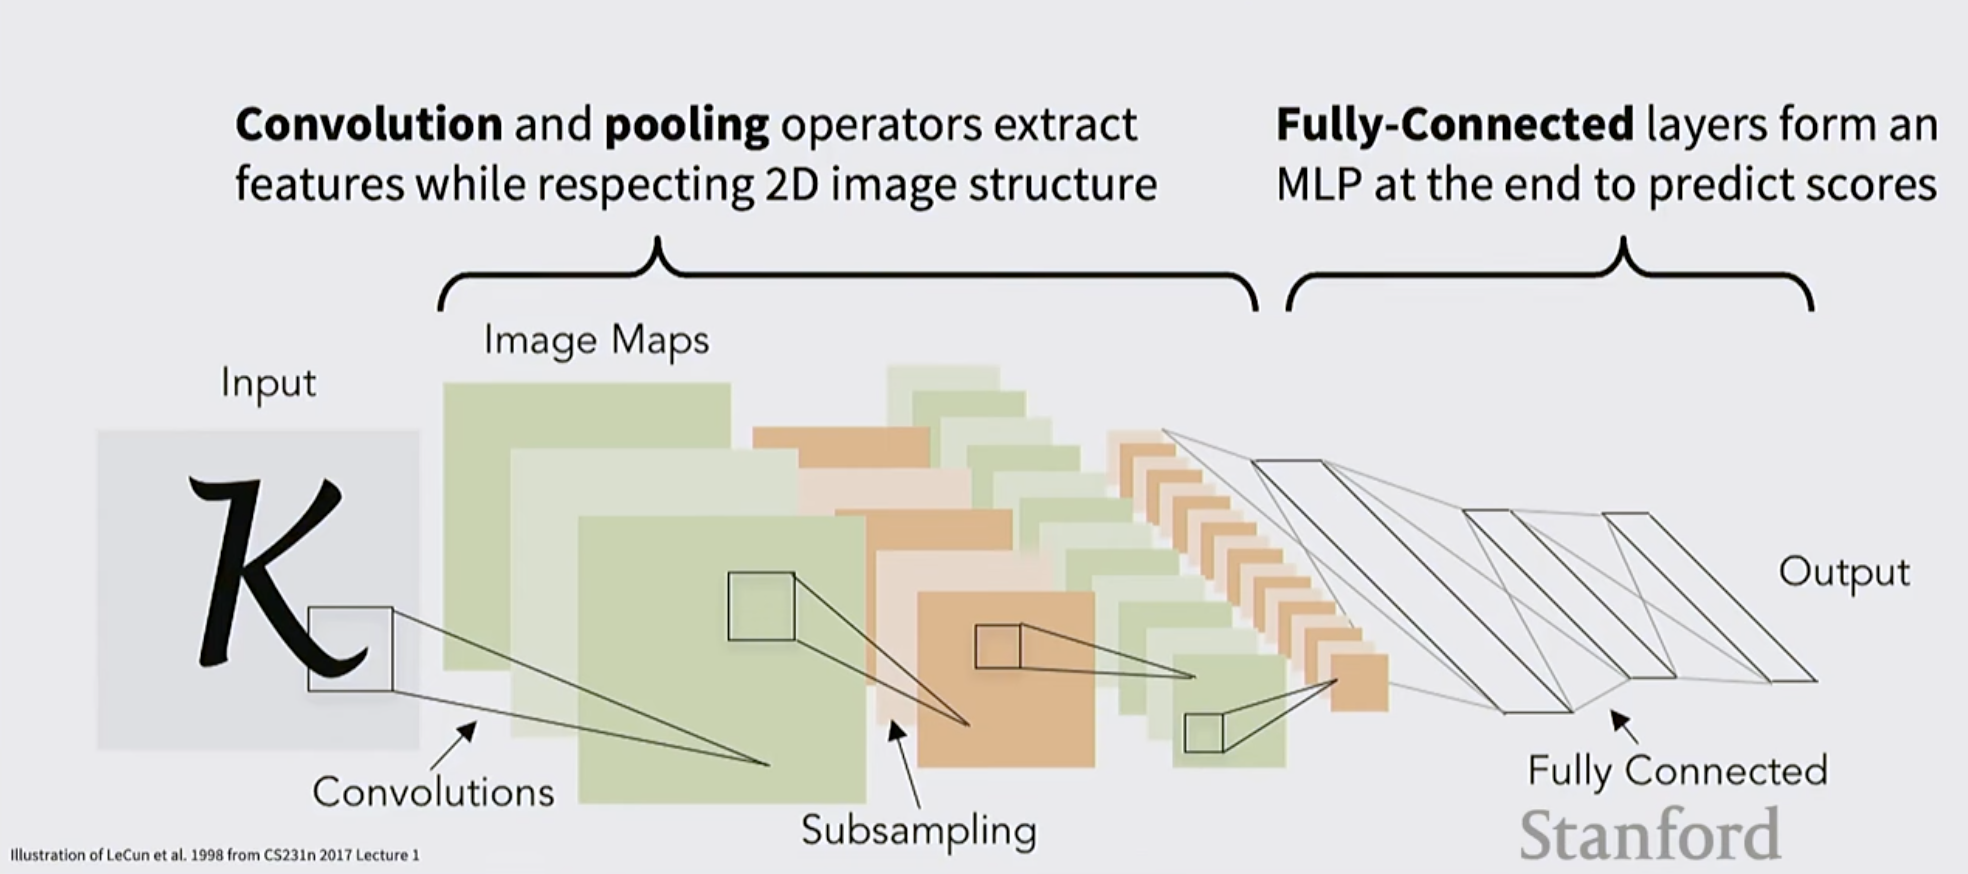 Convolution and pooling operators extract
features while respecting 2D image structure
Fully-Connected layers form an
MLP at the end to predict scores
Image Maps
Input
K
Output
Convolutions
Subsampling
Fully Connected
Stanford
Illustration of LeCun et al. 1998 from CS231n 2017 Lecture 1